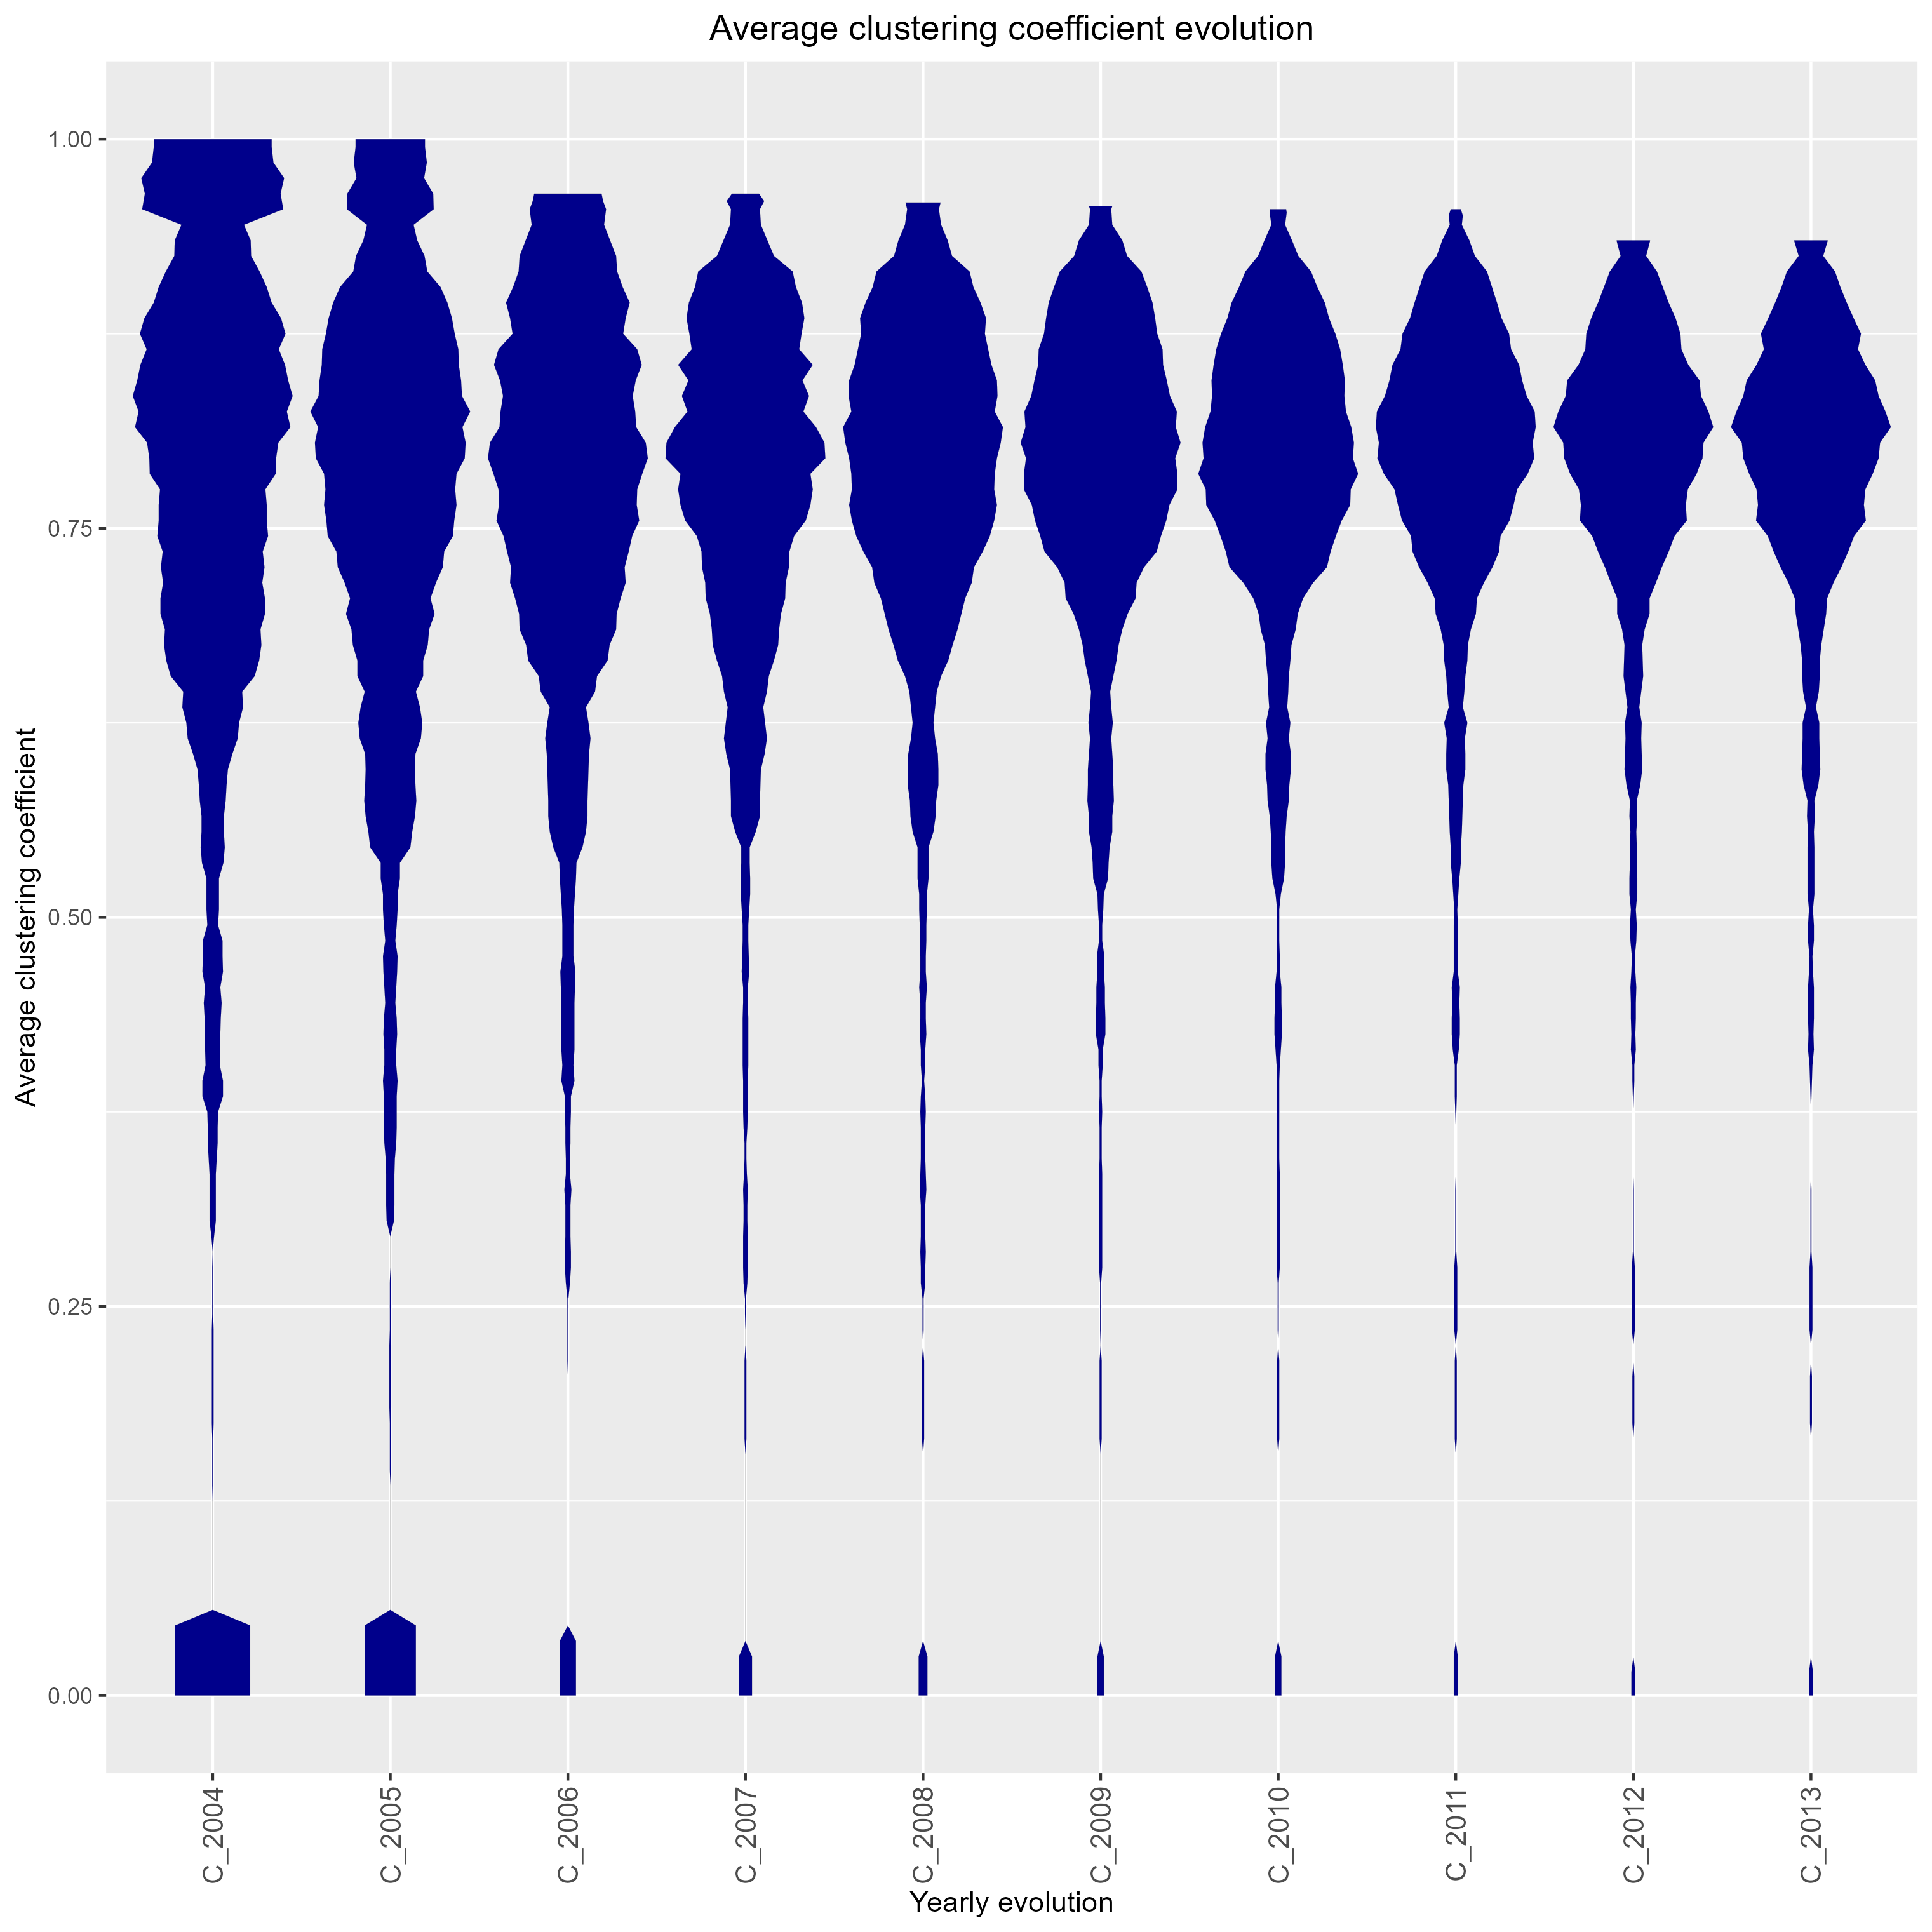 Average clustering coefficient evolution
Average clustering coefficient
1.00
0.75
0.50
0.25
0.00
C_2004
C_2005
C_2006
C_2007
C_2008
C_2009
C_2010
C_2011
C_2012
C_2013
Yearly evolution